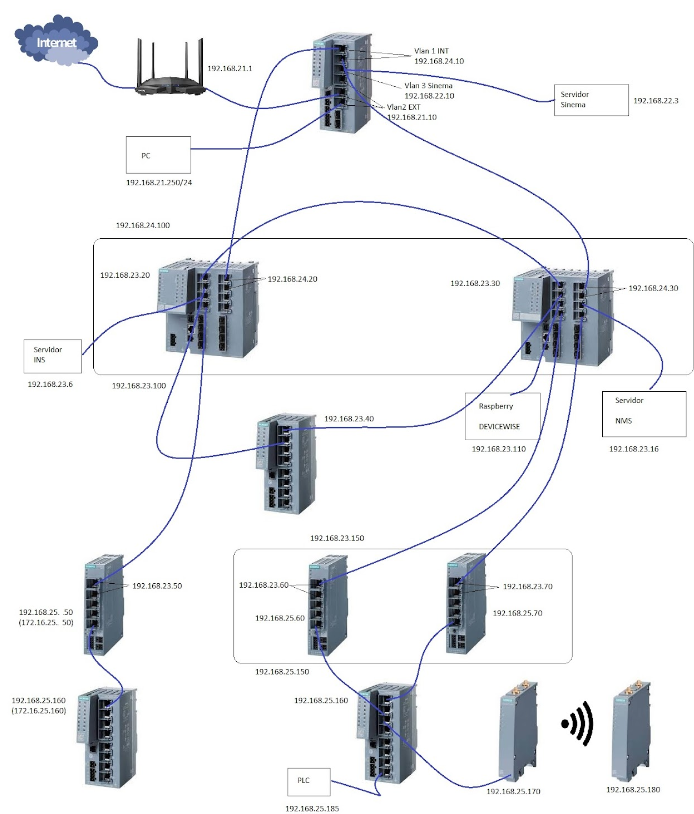 Internet
192.168.21.1
Vlan 1 INT
192.168.24.10
Vlan 3 Sinema
192.168.22.10
Vlan2 EXT
192.168.21.10
Servidor
Sinema
192.168.22.3
PC
192.168.21.250/24
192.168.24.100
192.168.23.20
192.168.24.20
192.168.23.30
192.168.24.30
Servidor
INS
192.168.23.6
192.168.23.100
192.168.23.40
Raspberry
DEVICEWISE
192.168.23.110
Servidor
NMS
192.168.23.16
192.168.23.150
192.168.23.50
192.168.25. .50
(172.16.25. 50)
192.168.23.60
192.168.25.60
192.168.23.70
192.168.25.70
192.168.25.150
192.168.25.160
(172.16.25.160)
192.168.25.160
PLC
192.168.25.185
192.168.25.170
192.168.25.180